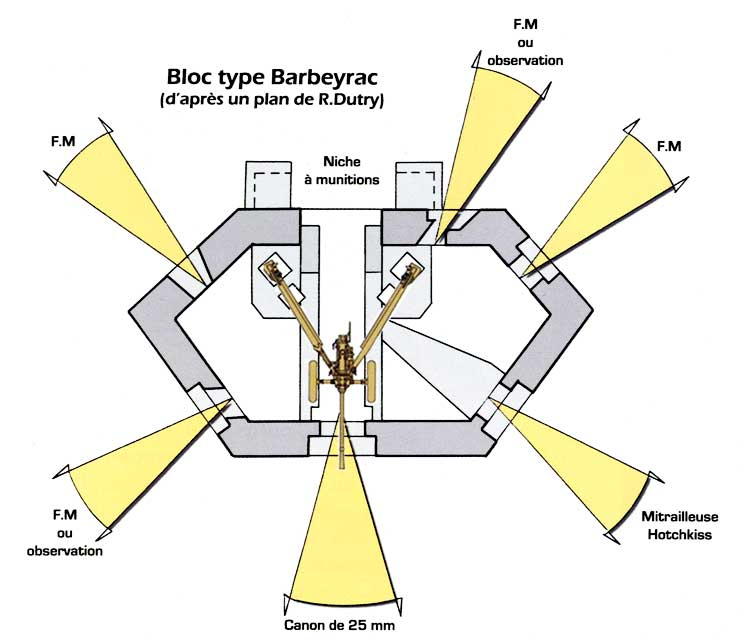 Bloc type Barbeyrac
(d'après un plan de R.Dutry)
F.M
ou
observation
F.M
F.M
Niche
à munitions
F.M
ou
observation
Mitrailleuse
Hotchkiss
Canon de 25 mm